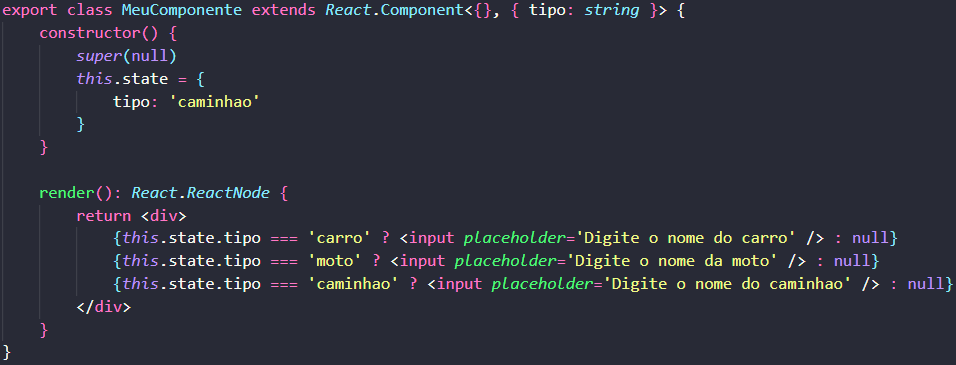 export class MeuComponente extends React.Component<{}, { tipo: string }> {
constructor() {
super(null)
this.state = {
tipo: 'caminhao'
}
}
render(): React.ReactNode {
return <div>
{this.state.tipo === 'carro' ? <input placeholder='Digite o nome do carro' /> : null}
{this.state.tipo === 'moto' ? <input placeholder='Digite o nome da moto' /> : null}
{this.state.tipo === 'caminhao' ? <input placeholder='Digite o nome do caminhao' /> : null}
</div>
}
}